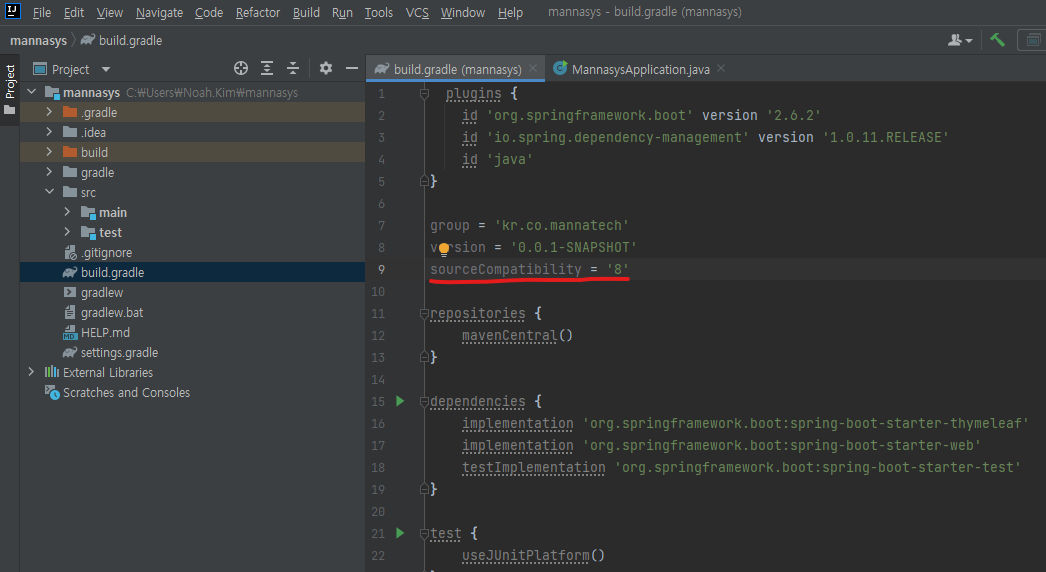 File Edit View Navigate Code Refactor Build Run Tools VCS Window Help mannasys - build.gradle (mannasys)
mannasys build.gradle
Project
Project
mannasys C:₩Users₩Noah.Kim₩mannasys
.gradle
.idea
build
gradle
src
main
test
.gitignore
build.gradle
gradlew
gradlew.bat
HELP.md
settings.gradle
External Libraries
Scratches and Consoles
build.gradle (mannasys) MannasysApplication.java
1 plugins {
2 id 'org.springframework.boot' version '2.6.2'
3 id 'io.spring.dependency-management' version '1.0.11.RELEASE'
4 id 'java'
5 }
6
7 group = 'kr.co.mannatech'
8 version = '0.0.1-SNAPSHOT'
9 sourceCompatibility = '8'
10
11 repositories {
12 mavenCentral()
13 }
14
15 dependencies {
16 implementation 'org.springframework.boot:spring-boot-starter-thymeleaf'
17 implementation 'org.springframework.boot:spring-boot-starter-web'
18 testImplementation 'org.springframework.boot:spring-boot-starter-test'
19 }
20
21 test {
22 useJUnitPlatform()